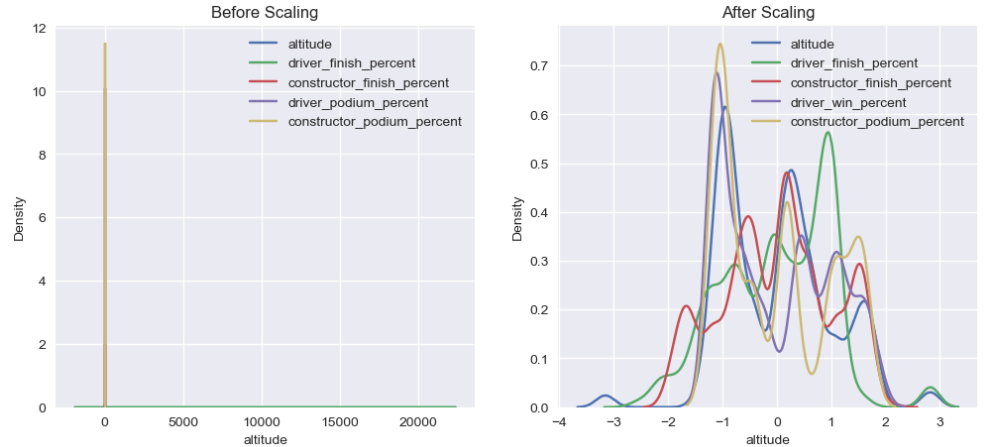 Before Scaling
12
10
8
6
4
2
0
Density
altitude
driver_finish_percent
constructor_finish_percent
driver_podium_percent
constructor_podium_percent
0
5000
10000
15000
20000
altitude
After Scaling
0.7
0.6
0.5
0.4
0.3
0.2
0.1
0.0
Density
altitude
driver_finish_percent
constructor_finish_percent
driver_win_percent
constructor_podium_percent
−4
−3
−2
−1
0
1
2
3
altitude